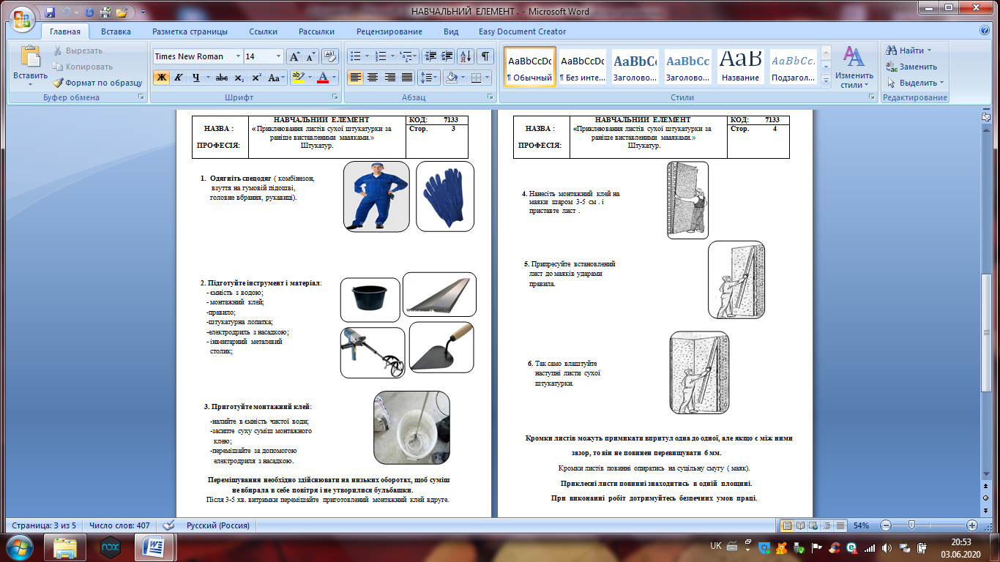 НАВЧАЛЬНИЙ ЕЛЕМЕНТ . - Microsoft Word
Главная Вставка Разметка страницы Ссылки Рассылки Рецензирование Вид Easy Document Creator
Вставить
Вырезать
Копировать
Формат по образцу
Буфер обмена
Times New Roman 14
Ж К Ч abc x₂ x² Aa
Шрифт
Абзац
АаВbСсDс АаВbСсDс АаВbС АаВbСс АаВ АаВbСс.
¶ Обычный ¶ Без инте... Заголово... Заголово... Название Подзагол...
Изменить стили
Стили
Найти
Заменить
Выделить
Редактирование
НАЗВА :
ПРОФЕСІЯ:
НАВЧАЛЬНИЙ ЕЛЕМЕНТ
« Приклеювання листів сухої штукатурки за
раніше виставленими мааяками.»
Штукатур.
КОД: 7133
Стор. 3
1. Одягніть спецодяг ( комбінезон,
взуття на гумовій підошві,
головне вбрання, рукавиці).
2. Підготуйте інструмент і матеріал:
- ємність з водою;
- монтажний клей;
-правило;
-штукатурна лопатка;
-електродриль з насадкою;
- інвентарний металевий
столик;
3. Приготуйте монтажний клей:
-налийте в ємність чистої води;
-засипте суху суміш монтажного
клею;
-перемішайте за допомогою
електродриля з насадкою.
Перемішування необхідно здійснювати на низьких оборотах, щоб суміш
не вбирала в себе повітря і не утворилися бульбашки.
Після 3-5 хв. витримки перемішайте приготовлений монтажний клей вдруге.
НАЗВА :
ПРОФЕСІЯ:
НАВЧАЛЬНИЙ ЕЛЕМЕНТ
«Приклеювання листів сухої штукатурки за
раніше виставленими мааяками.»
Штукатур.
КОД: 7133
Стор. 4
4. Нанесіть монтажний клей на
маяки шаром 3-5 см . і
приставте лист .
5. Припресуйте встановлений
лист до маяків ударами
правила.
6. Так само влаштуйте
наступні листи сухої
штукатурки.
Кромки листів можуть примикати впритул одна до одної, але якщо є між ними
зазор, то він не повинен перевищувати 6 мм.
Кромки листів повинні опиратись на суцільну смугу ( маяк).
Приклеєні листи повинні знаходитись в одній площині.
При виконанні робіт дотримуйтесь безпечних умов праці.
Страница: 3 из 5 Число слов: 407 Русский (Россия) 54%
nox
UK
20:53
03.06.2020